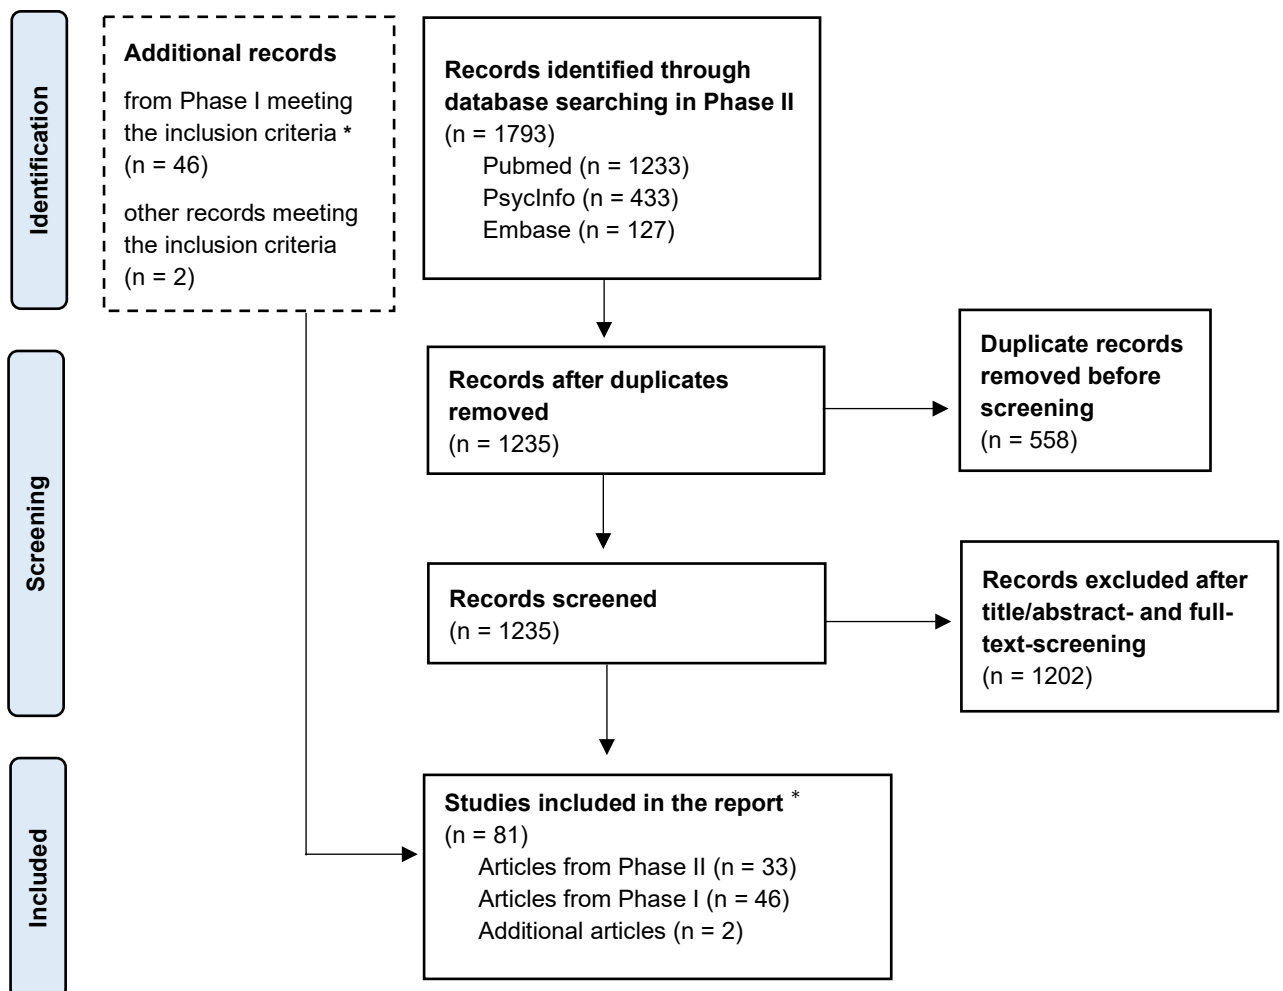 Identification
Additional records
from Phase I meeting
the inclusion criteria *
(n = 46)
other records meeting
the inclusion criteria
(n = 2)
Records identified through
database searching in Phase II
(n = 1793)
Pubmed (n = 1233)
PsycInfo (n = 433)
Embase (n = 127)
Screening
Records after duplicates
removed
(n = 1235)
Duplicate records
removed before
screening
(n = 558)
Records screened
(n = 1235)
Records excluded after
title/abstract- and full-
text-screening
(n = 1202)
Included
Studies included in the report *
(n = 81)
Articles from Phase II (n = 33)
Articles from Phase I (n = 46)
Additional articles (n = 2)